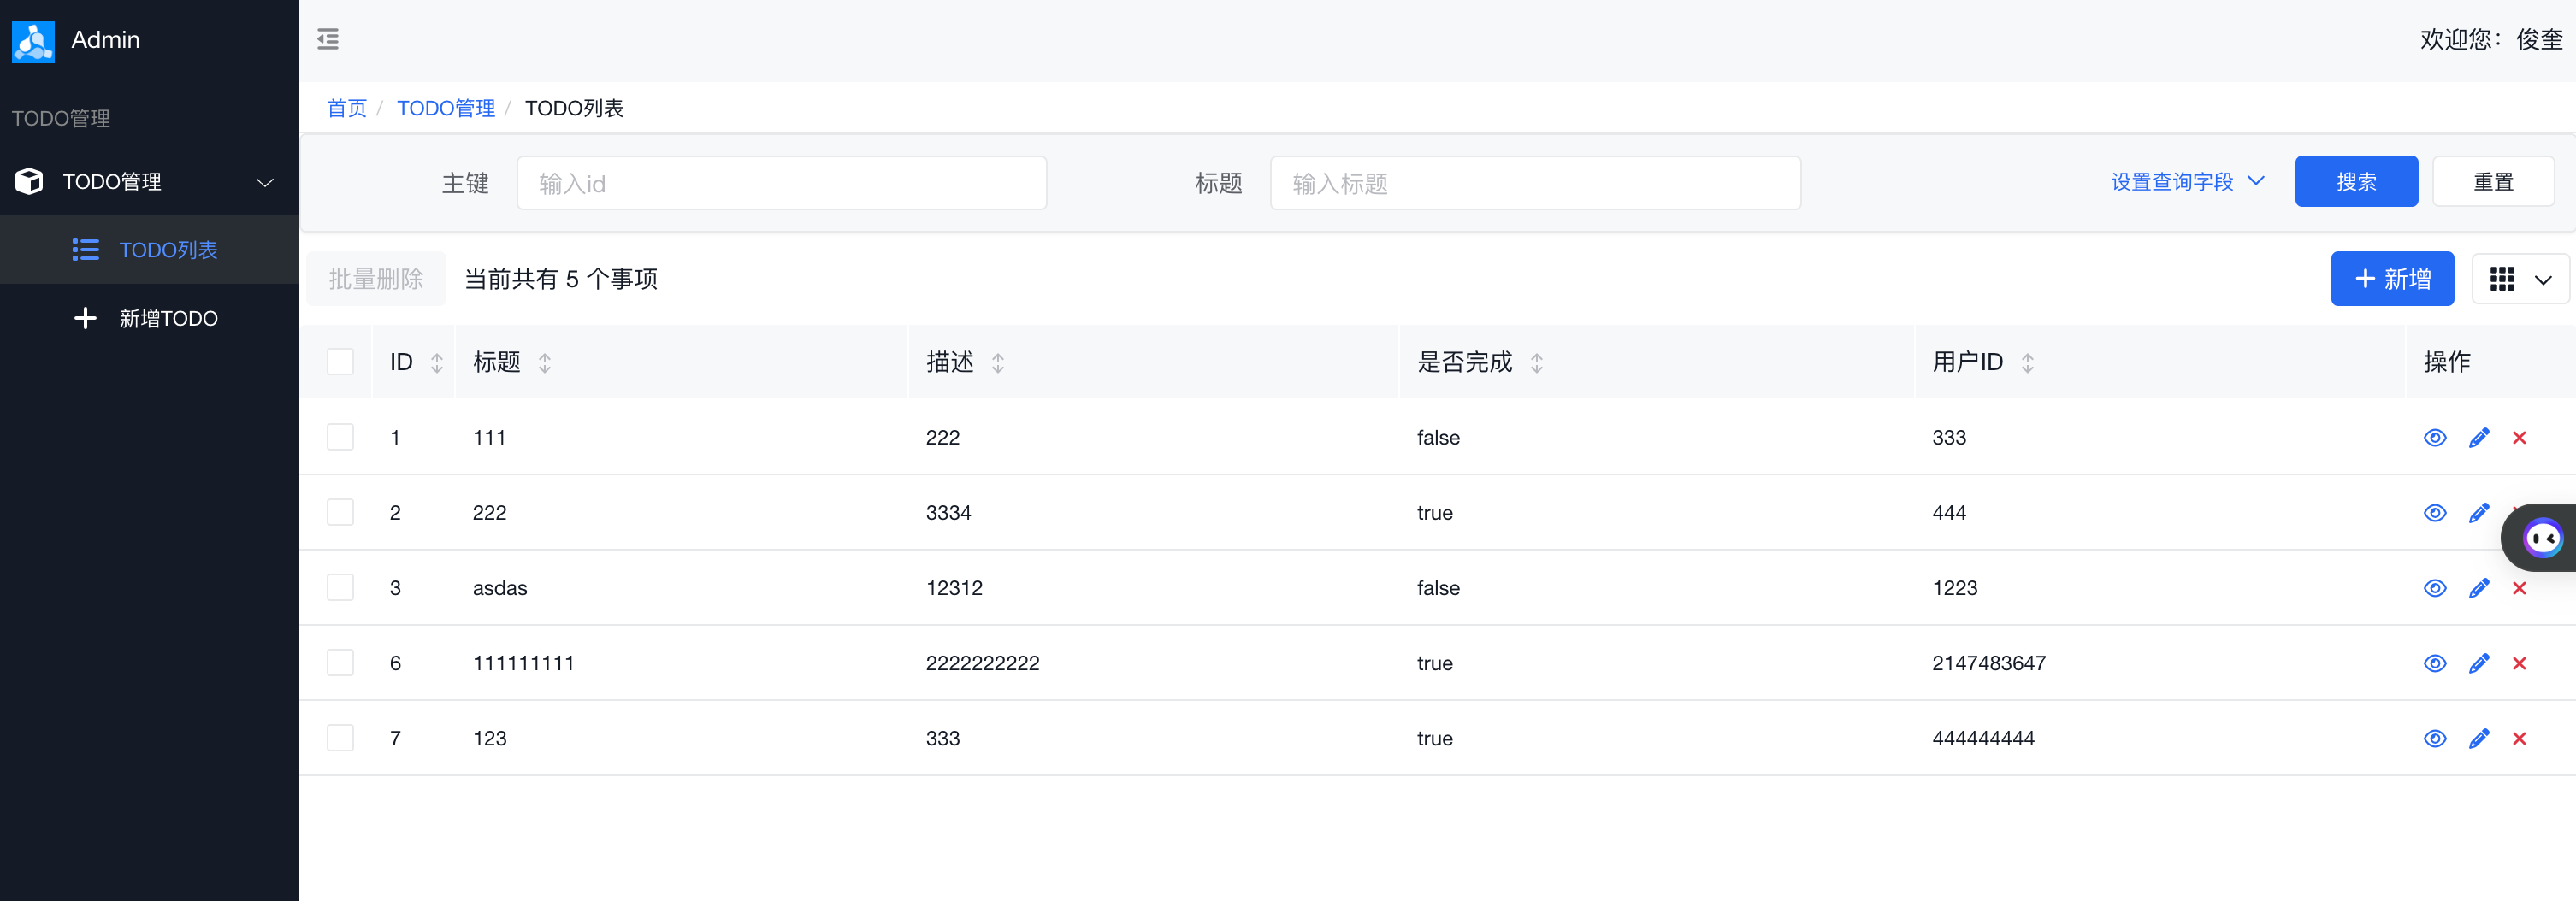 Admin
欢迎您：俊奎
TODO管理
TODO管理
TODO列表
新增TODO
首页 / TODO管理 / TODO列表
主键 输入id 标题 输入标题 设置查询字段 搜索 重置
批量删除 当前共有 5 个事项 新增
ID 标题 描述 是否完成 用户ID 操作
1 111 222 false 333
2 222 3334 true 444
3 asdas 12312 false 1223
6 111111111 2222222222 true 2147483647
7 123 333 true 444444444